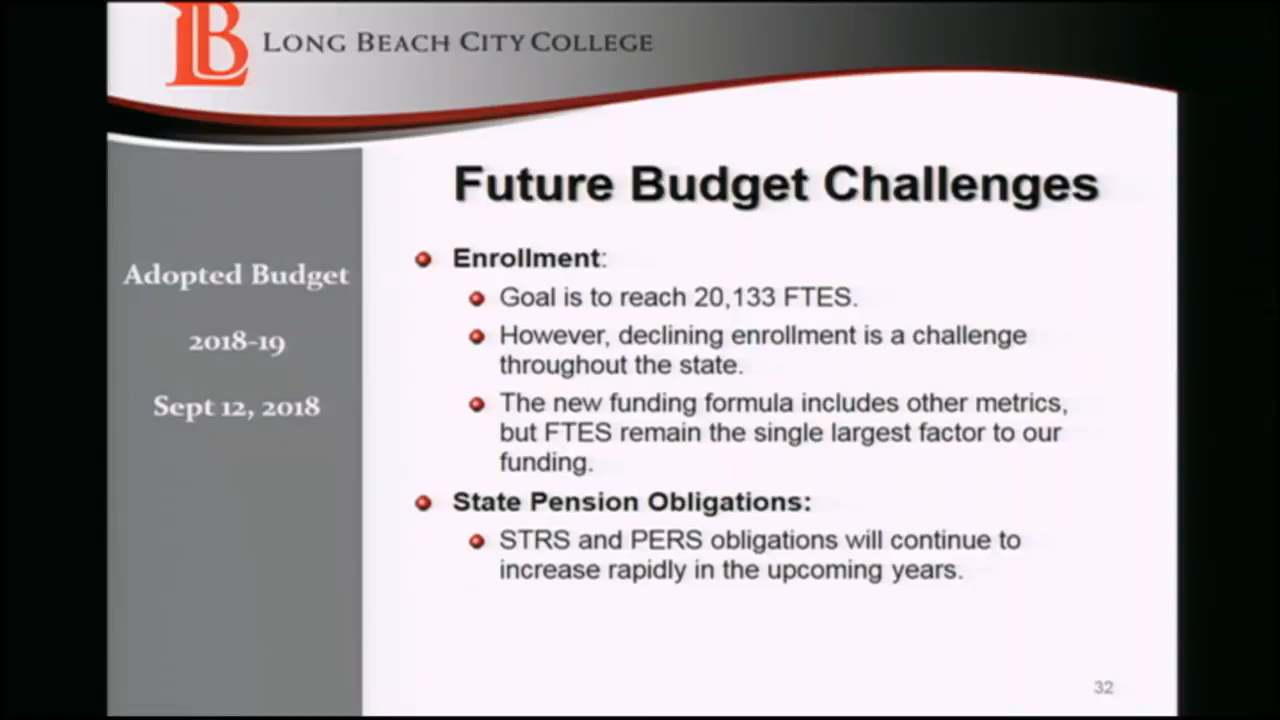 LB LONG BEACH CITY COLLEGE
Future Budget Challenges
Adopted Budget
2018-19
Sept 12, 2018
Enrollment:
Goal is to reach 20,133 FTES.
However, declining enrollment is a challenge
throughout the state.
The new funding formula includes other metrics,
but FTES remain the single largest factor to our
funding.
State Pension Obligations:
STRS and PERS obligations will continue to
increase rapidly in the upcoming years.
32